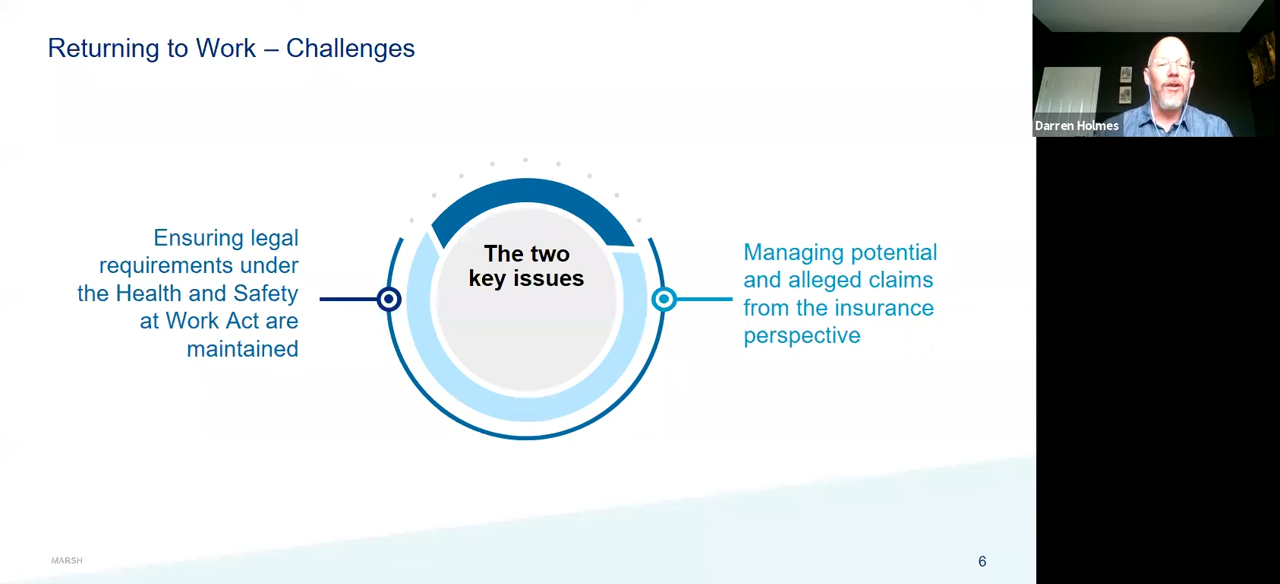 Returning to Work – Challenges
Darren Holmes
Ensuring legal
requirements under
the Health and Safety
at Work Act are
maintained
The two
key issues
Managing potential
and alleged claims
from the insurance
perspective
MARSH
6